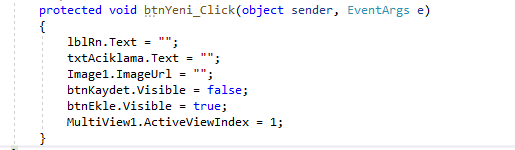 protected void btnYeni_Click(object sender, EventArgs e)
{
lblRn.Text = "";
txtAciklama.Text = "";
Image1.ImageUrl = "";
btnKaydet.Visible = false;
btnEkle.Visible = true;
MultiView1.ActiveViewIndex = 1;
}